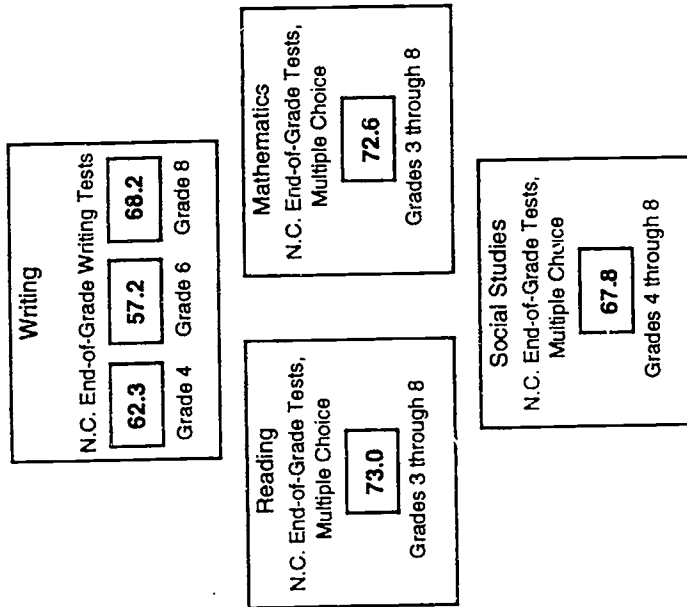 Writing
N.C. End-of-Grade Writing Tests
62.3 57.2 68.2
Grade 4 Grade 6 Grade 8
Reading
N.C. End-of-Grade Tests,
Multiple Choice
73.0
Grades 3 through 8
Mathematics
N.C. End-of-Grade Tests,
Multiple Choice
72.6
Grades 3 through 8
Social Studies
N.C. End-of-Grade Tests,
Multiple Choice
67.8
Grades 4 through 8